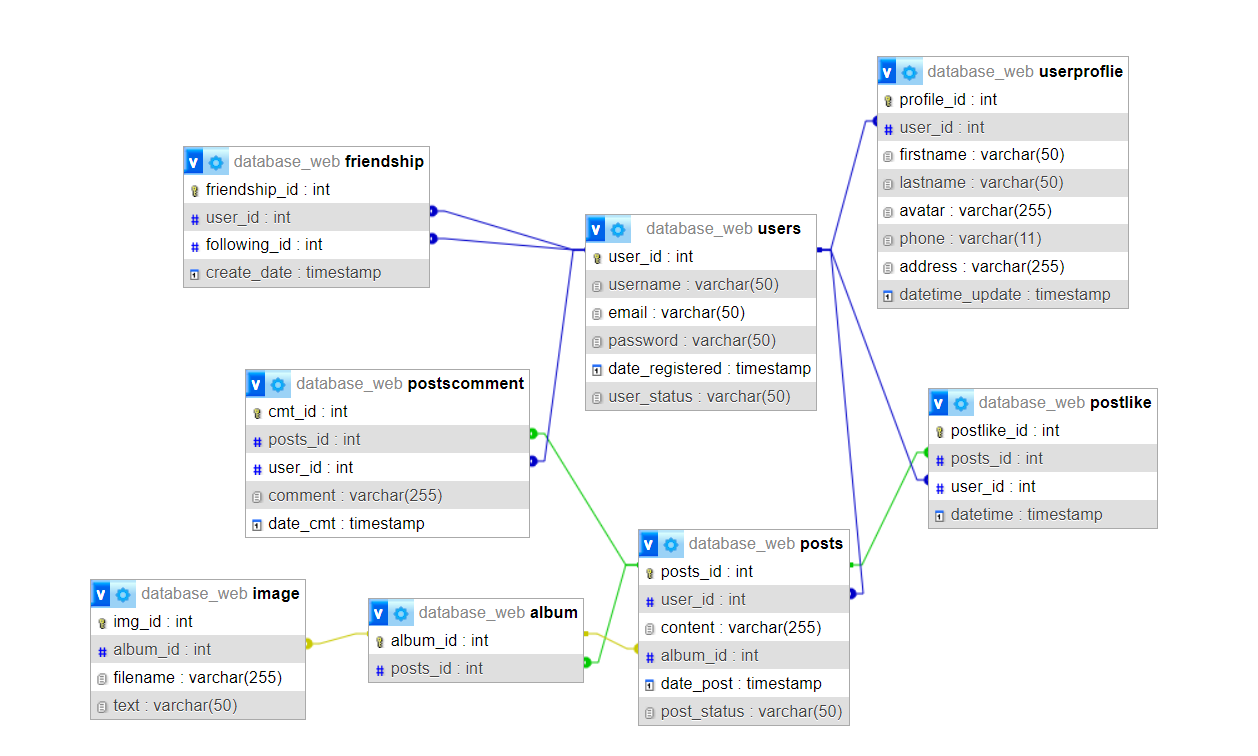 database_web userproflie
profile_id : int
user_id : int
firstname : varchar(50)
lastname : varchar(50)
avatar : varchar(255)
phone : varchar(11)
address : varchar(255)
datetime_update : timestamp
database_web friendship
friendship_id : int
user_id : int
following_id : int
create_date : timestamp
database_web users
user_id : int
username : varchar(50)
email : varchar(50)
password : varchar(50)
date_registered : timestamp
user_status : varchar(50)
database_web postscomment
cmt_id : int
posts_id : int
user_id : int
comment : varchar(255)
date_cmt : timestamp
database_web postlike
postlike_id : int
posts_id : int
user_id : int
datetime : timestamp
database_web posts
posts_id : int
user_id : int
content : varchar(255)
album_id : int
date_post : timestamp
post_status : varchar(50)
database_web image
img_id : int
album_id : int
filename : varchar(255)
text : varchar(50)
database_web album
album_id : int
posts_id : int